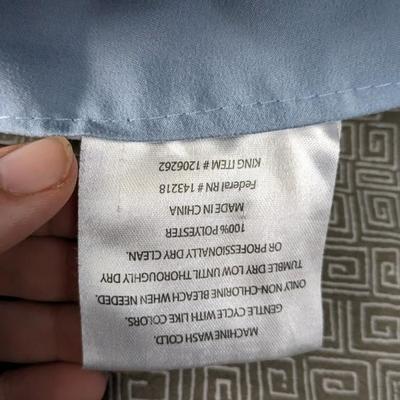 MACHINE WASH COLD.
GENTLE CYCLE WITH LIKE COLORS.
ONLY NON-CHLORINE BLEACH WHEN NEEDED.
TUMBLE DRY LOW UNTIL THOROUGHLY DRY
OR PROFESSIONALLY DRY CLEAN.
100% POLYESTER
MADE IN CHINA
Federal RN # 143218
KING ITEM # 1206262